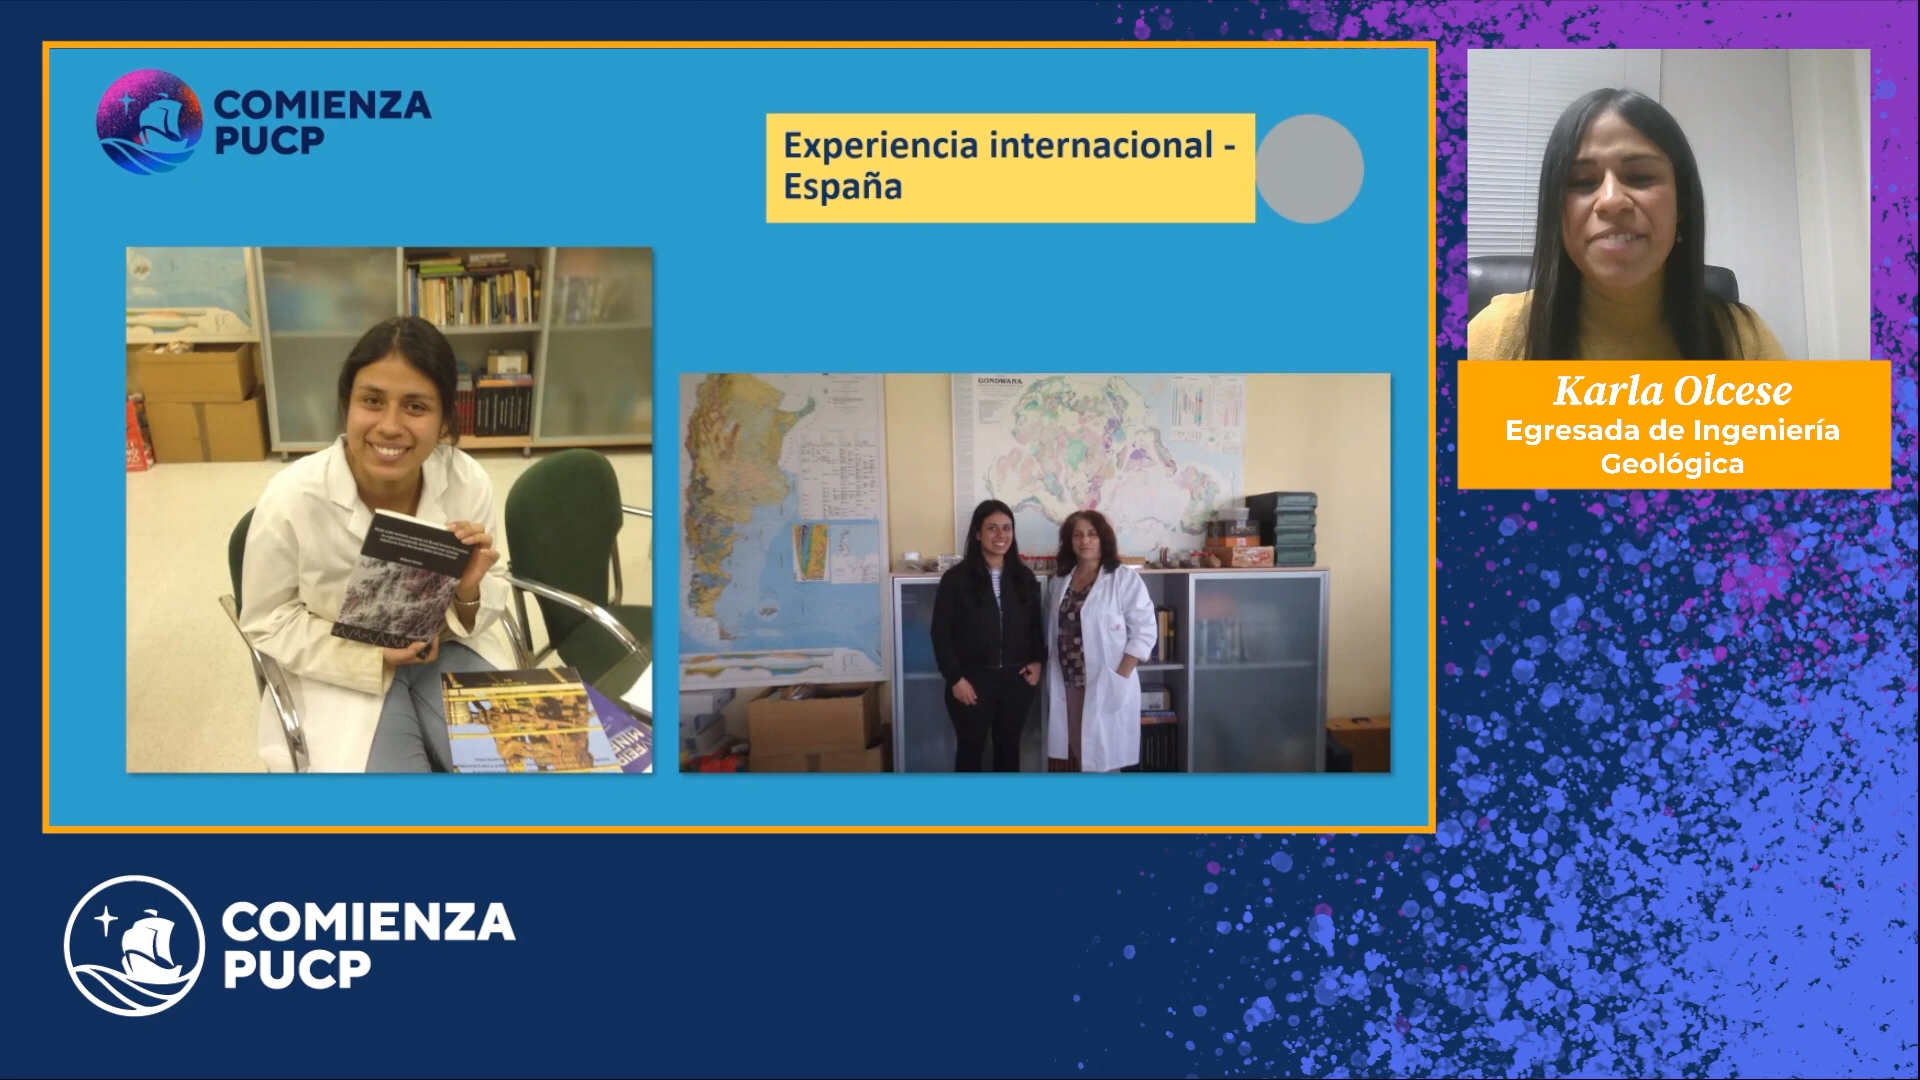 COMIENZA
PUCP
Experiencia internacional -
España
GONDWANA
Karla Olcese
Egresada de Ingeniería
Geológica
COMIENZA
PUCP